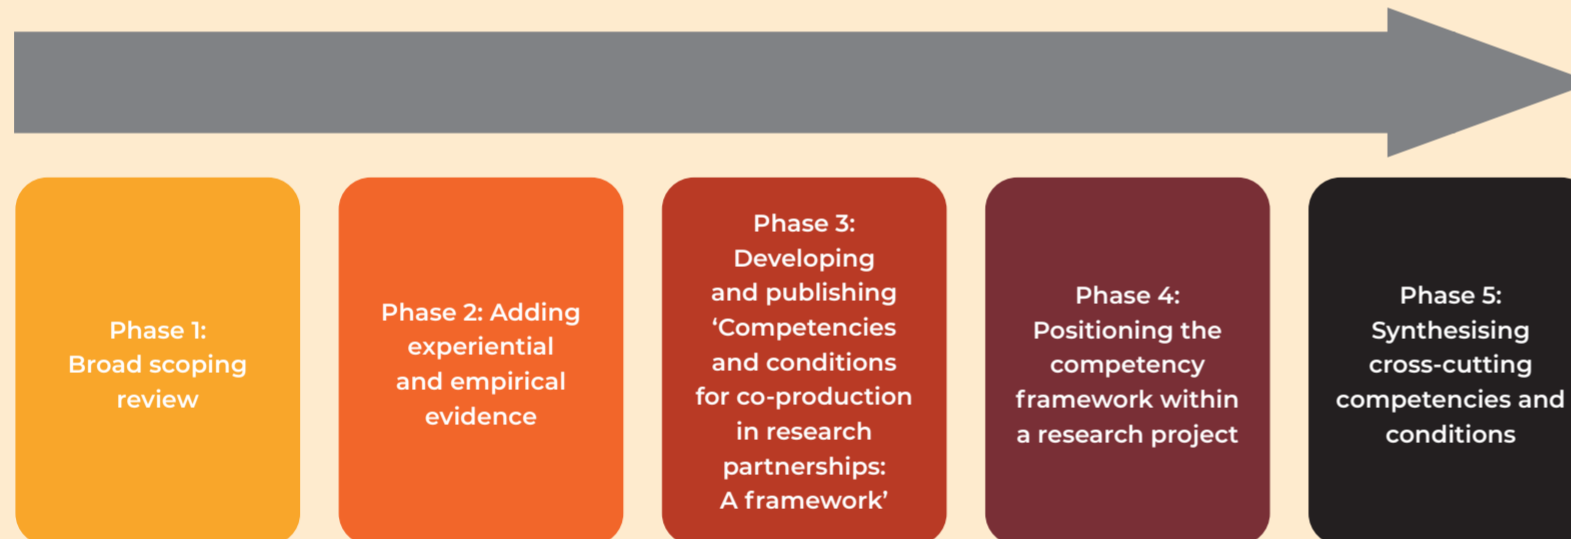 Phase 1:
Broad scoping
review
Phase 2: Adding
experiential
and empirical
evidence
Phase 3:
Developing
and publishing
‘Competencies
and conditions
for co-production
in research
partnerships:
A framework’
Phase 4:
Positioning the
competency
framework within
a research project
Phase 5:
Synthesising
cross-cutting
competencies and
conditions